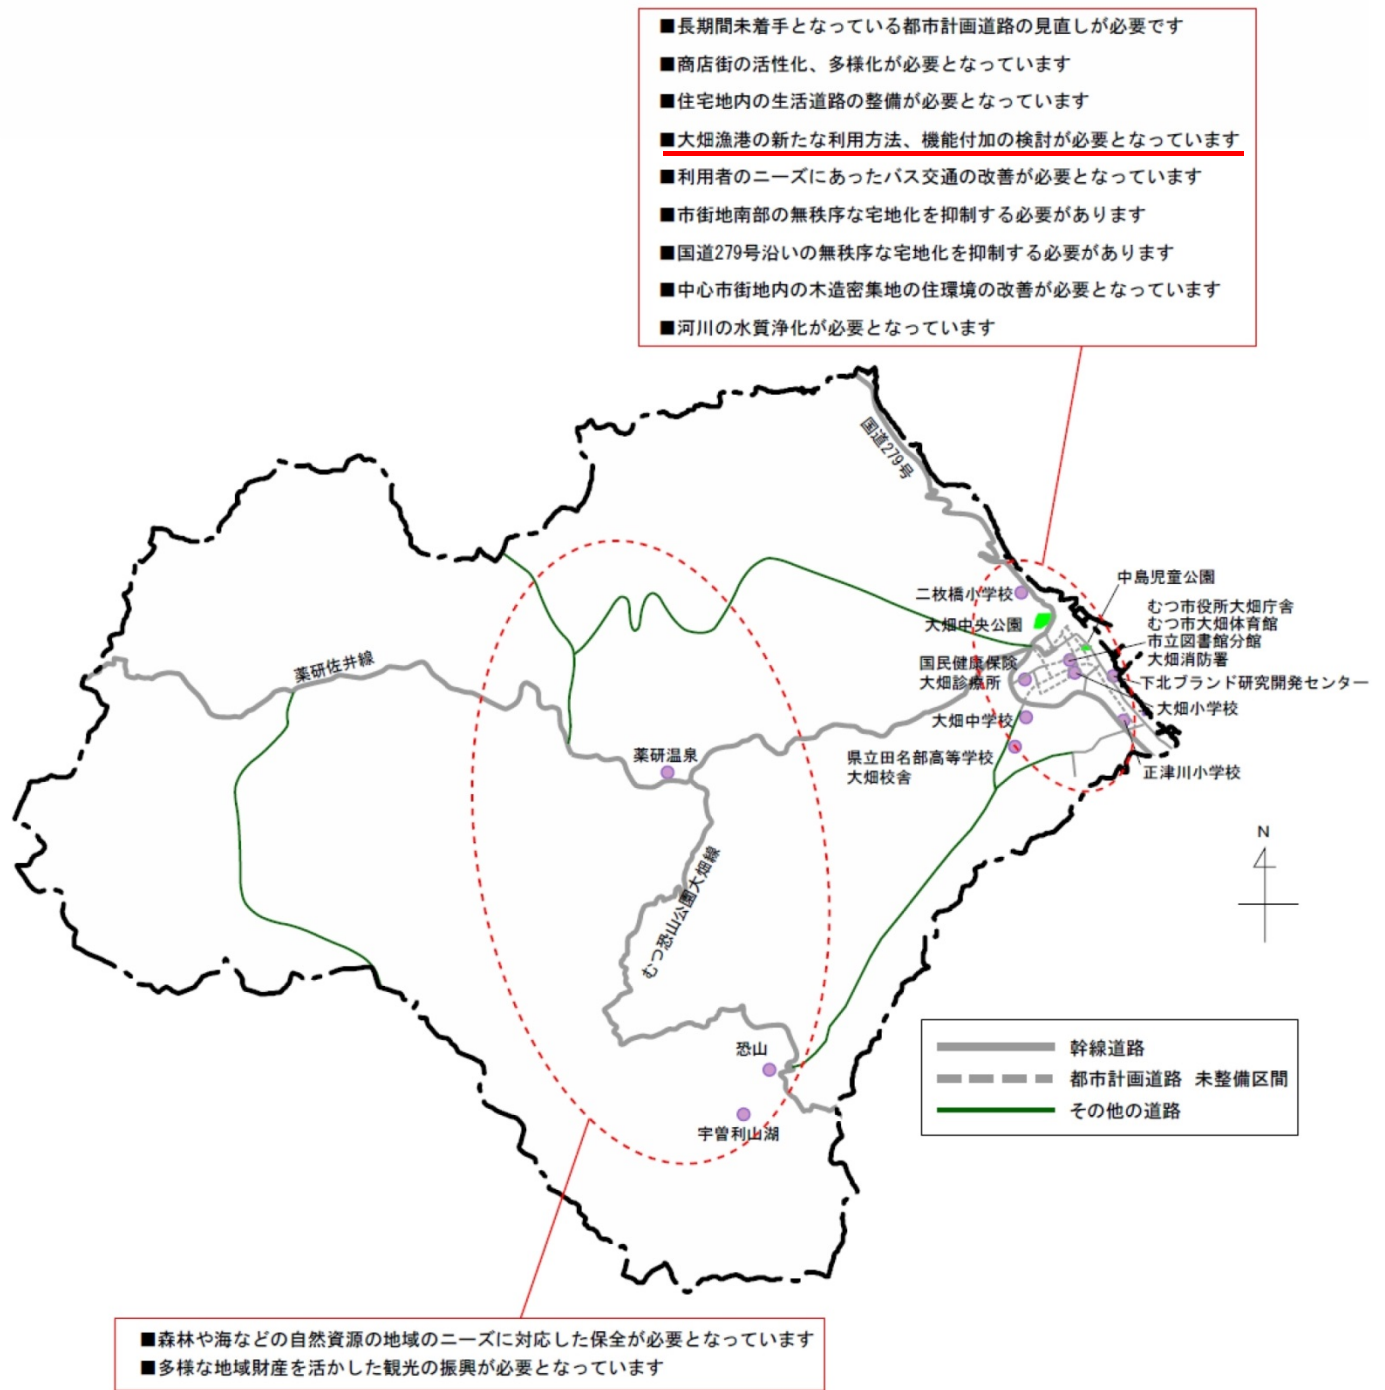 ■長期間未着手となっている都市計画道路の見直しが必要です
■商店街の活性化、多様化が必要となっています
■住宅地内の生活道路の整備が必要となっています
■大畑漁港の新たな利用方法、機能付加の検討が必要となっています
■利用者のニーズにあったバス交通の改善が必要となっています
■市街地南部の無秩序な宅地化を抑制する必要があります
■国道279号沿いの無秩序な宅地化を抑制する必要があります
■中心市街地内の木造密集地の住環境の改善が必要となっています
■河川の水質浄化が必要となっています
国道279号
中島児童公園
二枚橋小学校
むつ市役所大畑庁舎
むつ市大畑体育館
大畑中央公園
市立図書館分館
大畑消防署
国民健康保険
大畑診療所
下北ブランド研究開発センター
大畑小学校
大畑中学校
薬研佐井線
薬研温泉
県立田名部高等学校
大畑校舎
正津川小学校
N
むつ恐山公園大畑線
恐山
宇曽利山湖
幹線道路
都市計画道路 未整備区間
その他の道路
■森林や海などの自然資源の地域のニーズに対応した保全が必要となっています
■多様な地域財産を活かした観光の振興が必要となっています